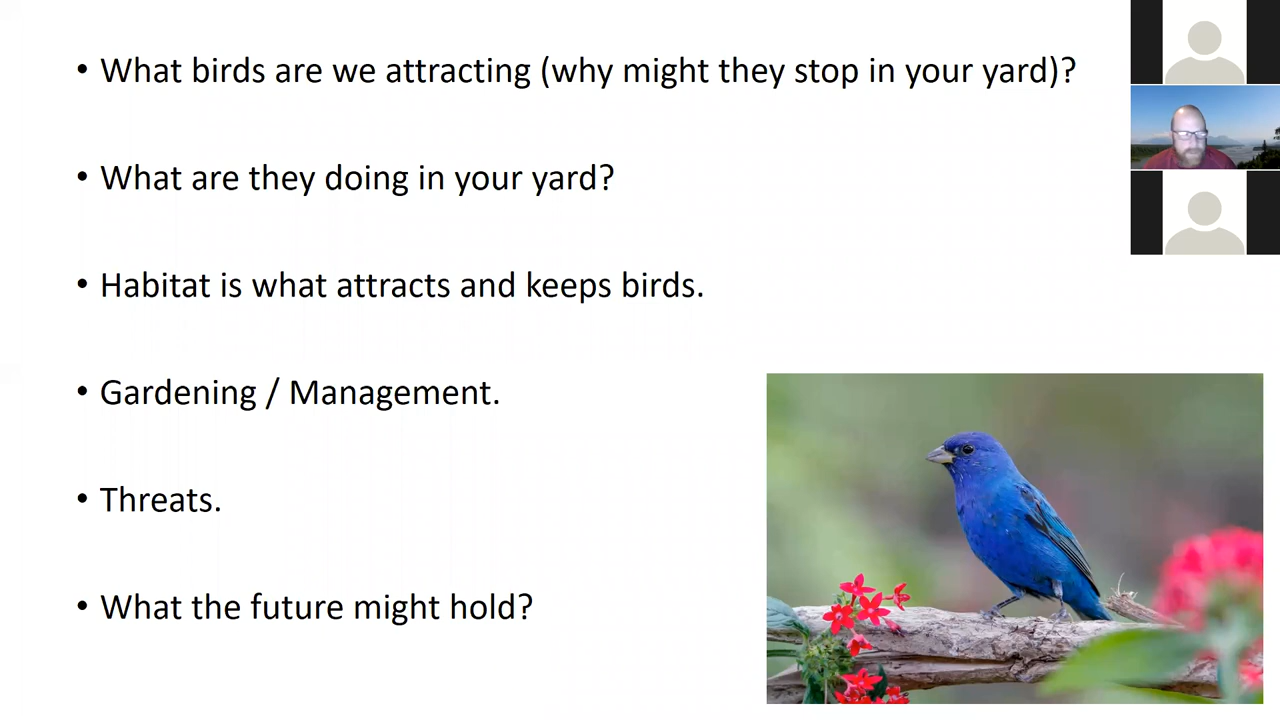 • What birds are we attracting (why might they stop in your yard)?
• What are they doing in your yard?
• Habitat is what attracts and keeps birds.
• Gardening / Management.
• Threats.
• What the future might hold?